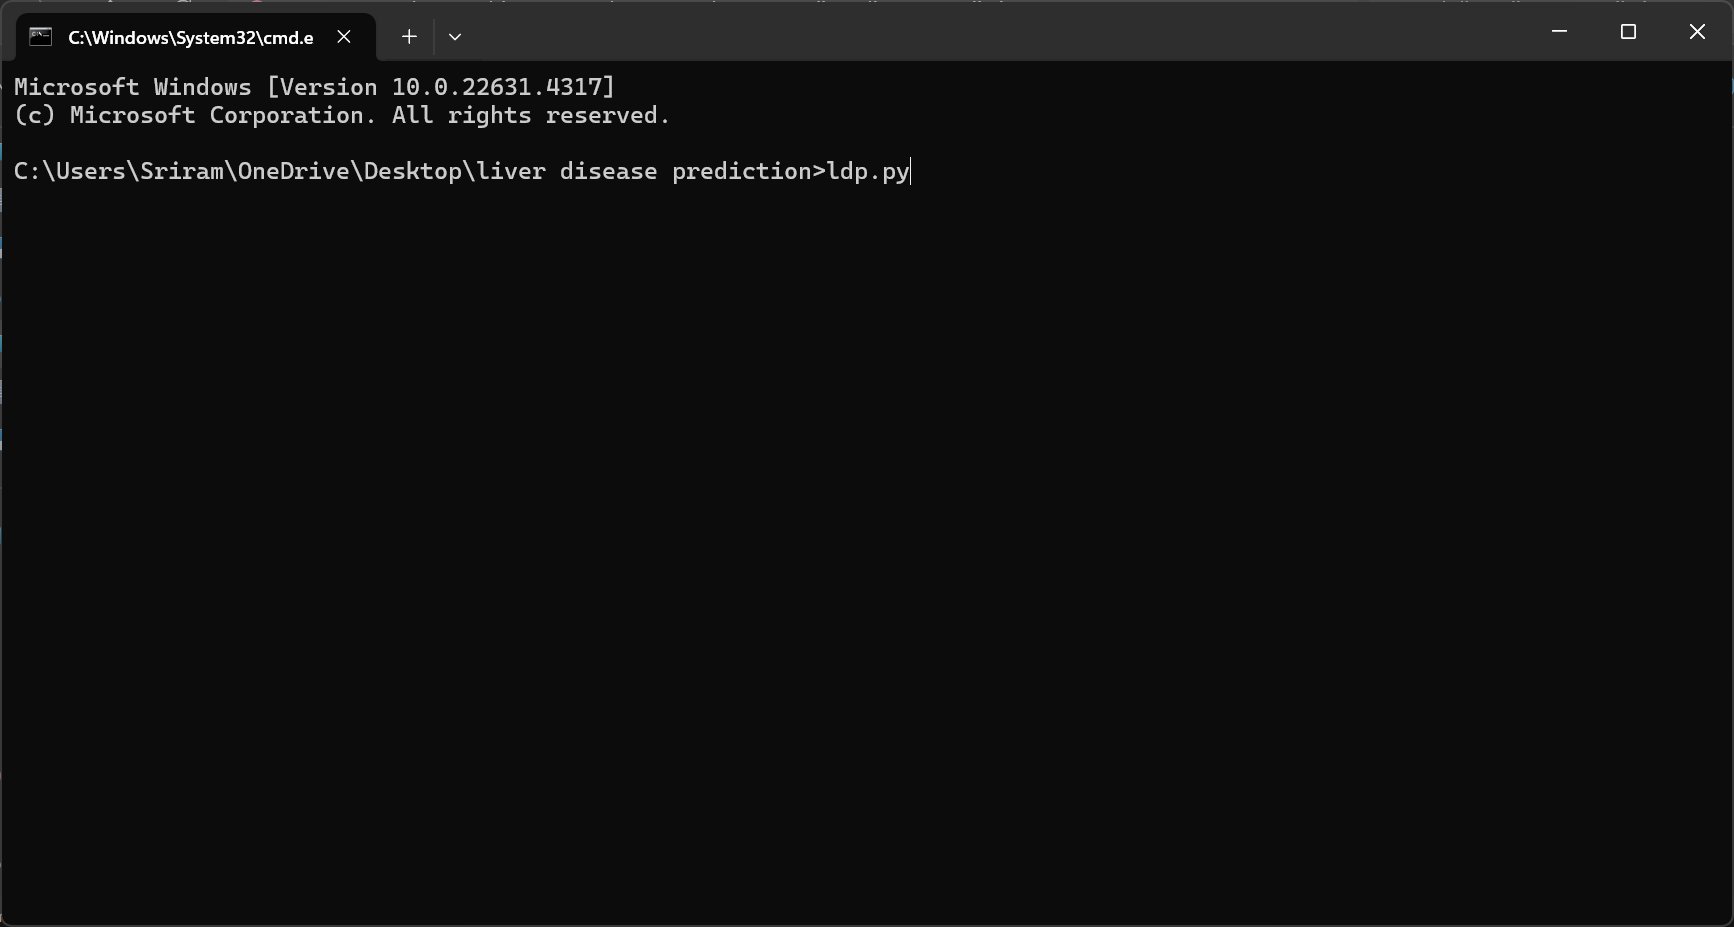 C:\Windows\System32\cmd.e
Microsoft Windows [Version 10.0.22631.4317]
(c) Microsoft Corporation. All rights reserved.
C:\Users\Sriram\OneDrive\Desktop\liver disease prediction>ldp.py